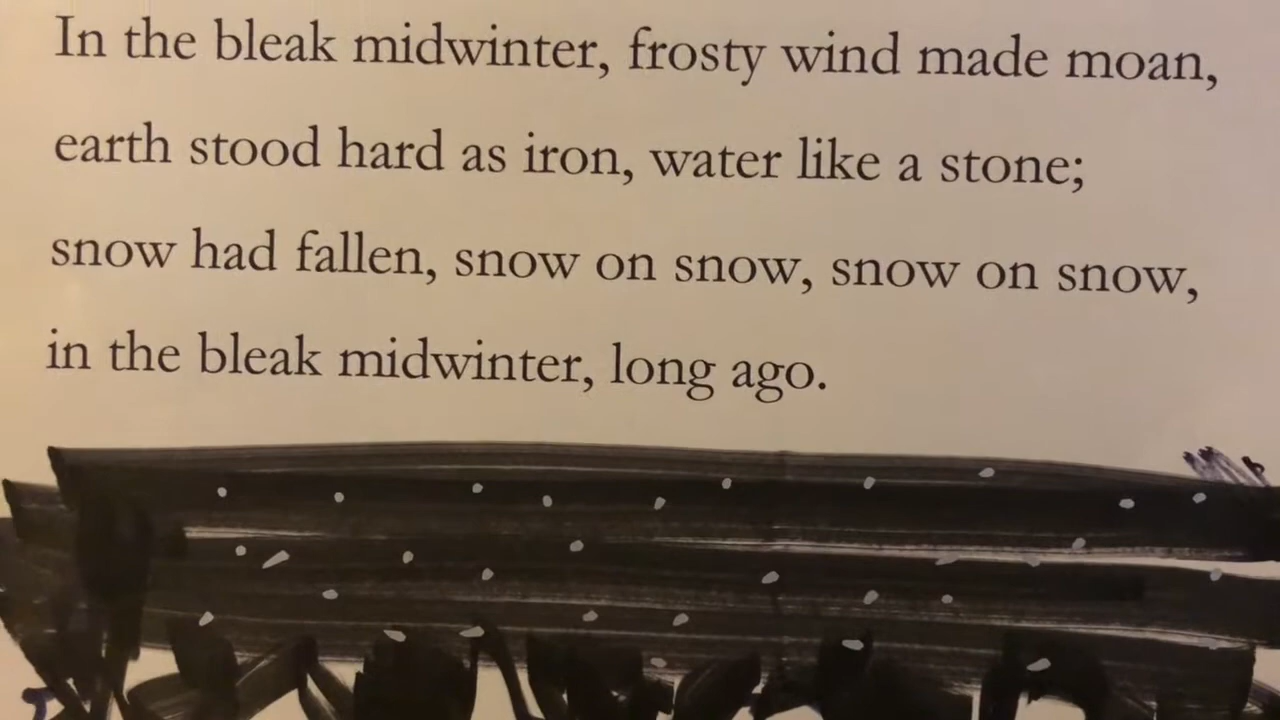 In the bleak midwinter, frosty wind made moan,
earth stood hard as iron, water like a stone;
snow had fallen, snow on snow, snow on snow,
in the bleak midwinter, long ago.